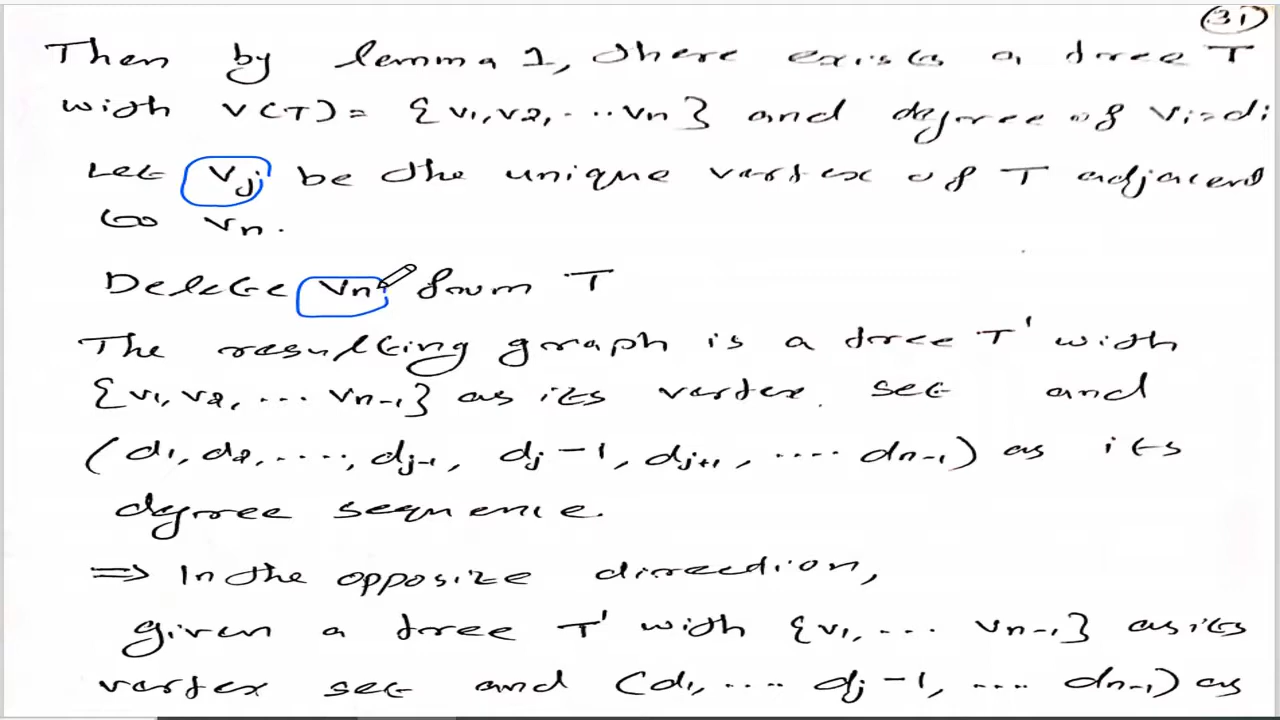 31
Then by lemma 1, there exists a tree T
with V(T) = {v1, v2, ... vn} and degree of vi = di
Let vj be the unique vertex of T adjacent
to vn.
Delete vn from T
The resulting graph is a tree T' with
{v1, v2, ... vn-1} as its vertex set and
(d1, d2, ...., dj-1, dj - 1, dj+1, .... dn-1) as its
degree sequence.
⇒ In the opposize direction,
given a tree T' with {v1, ... vn-1} as its
vertex set and (d1, .... dj - 1, .... dn-1) as